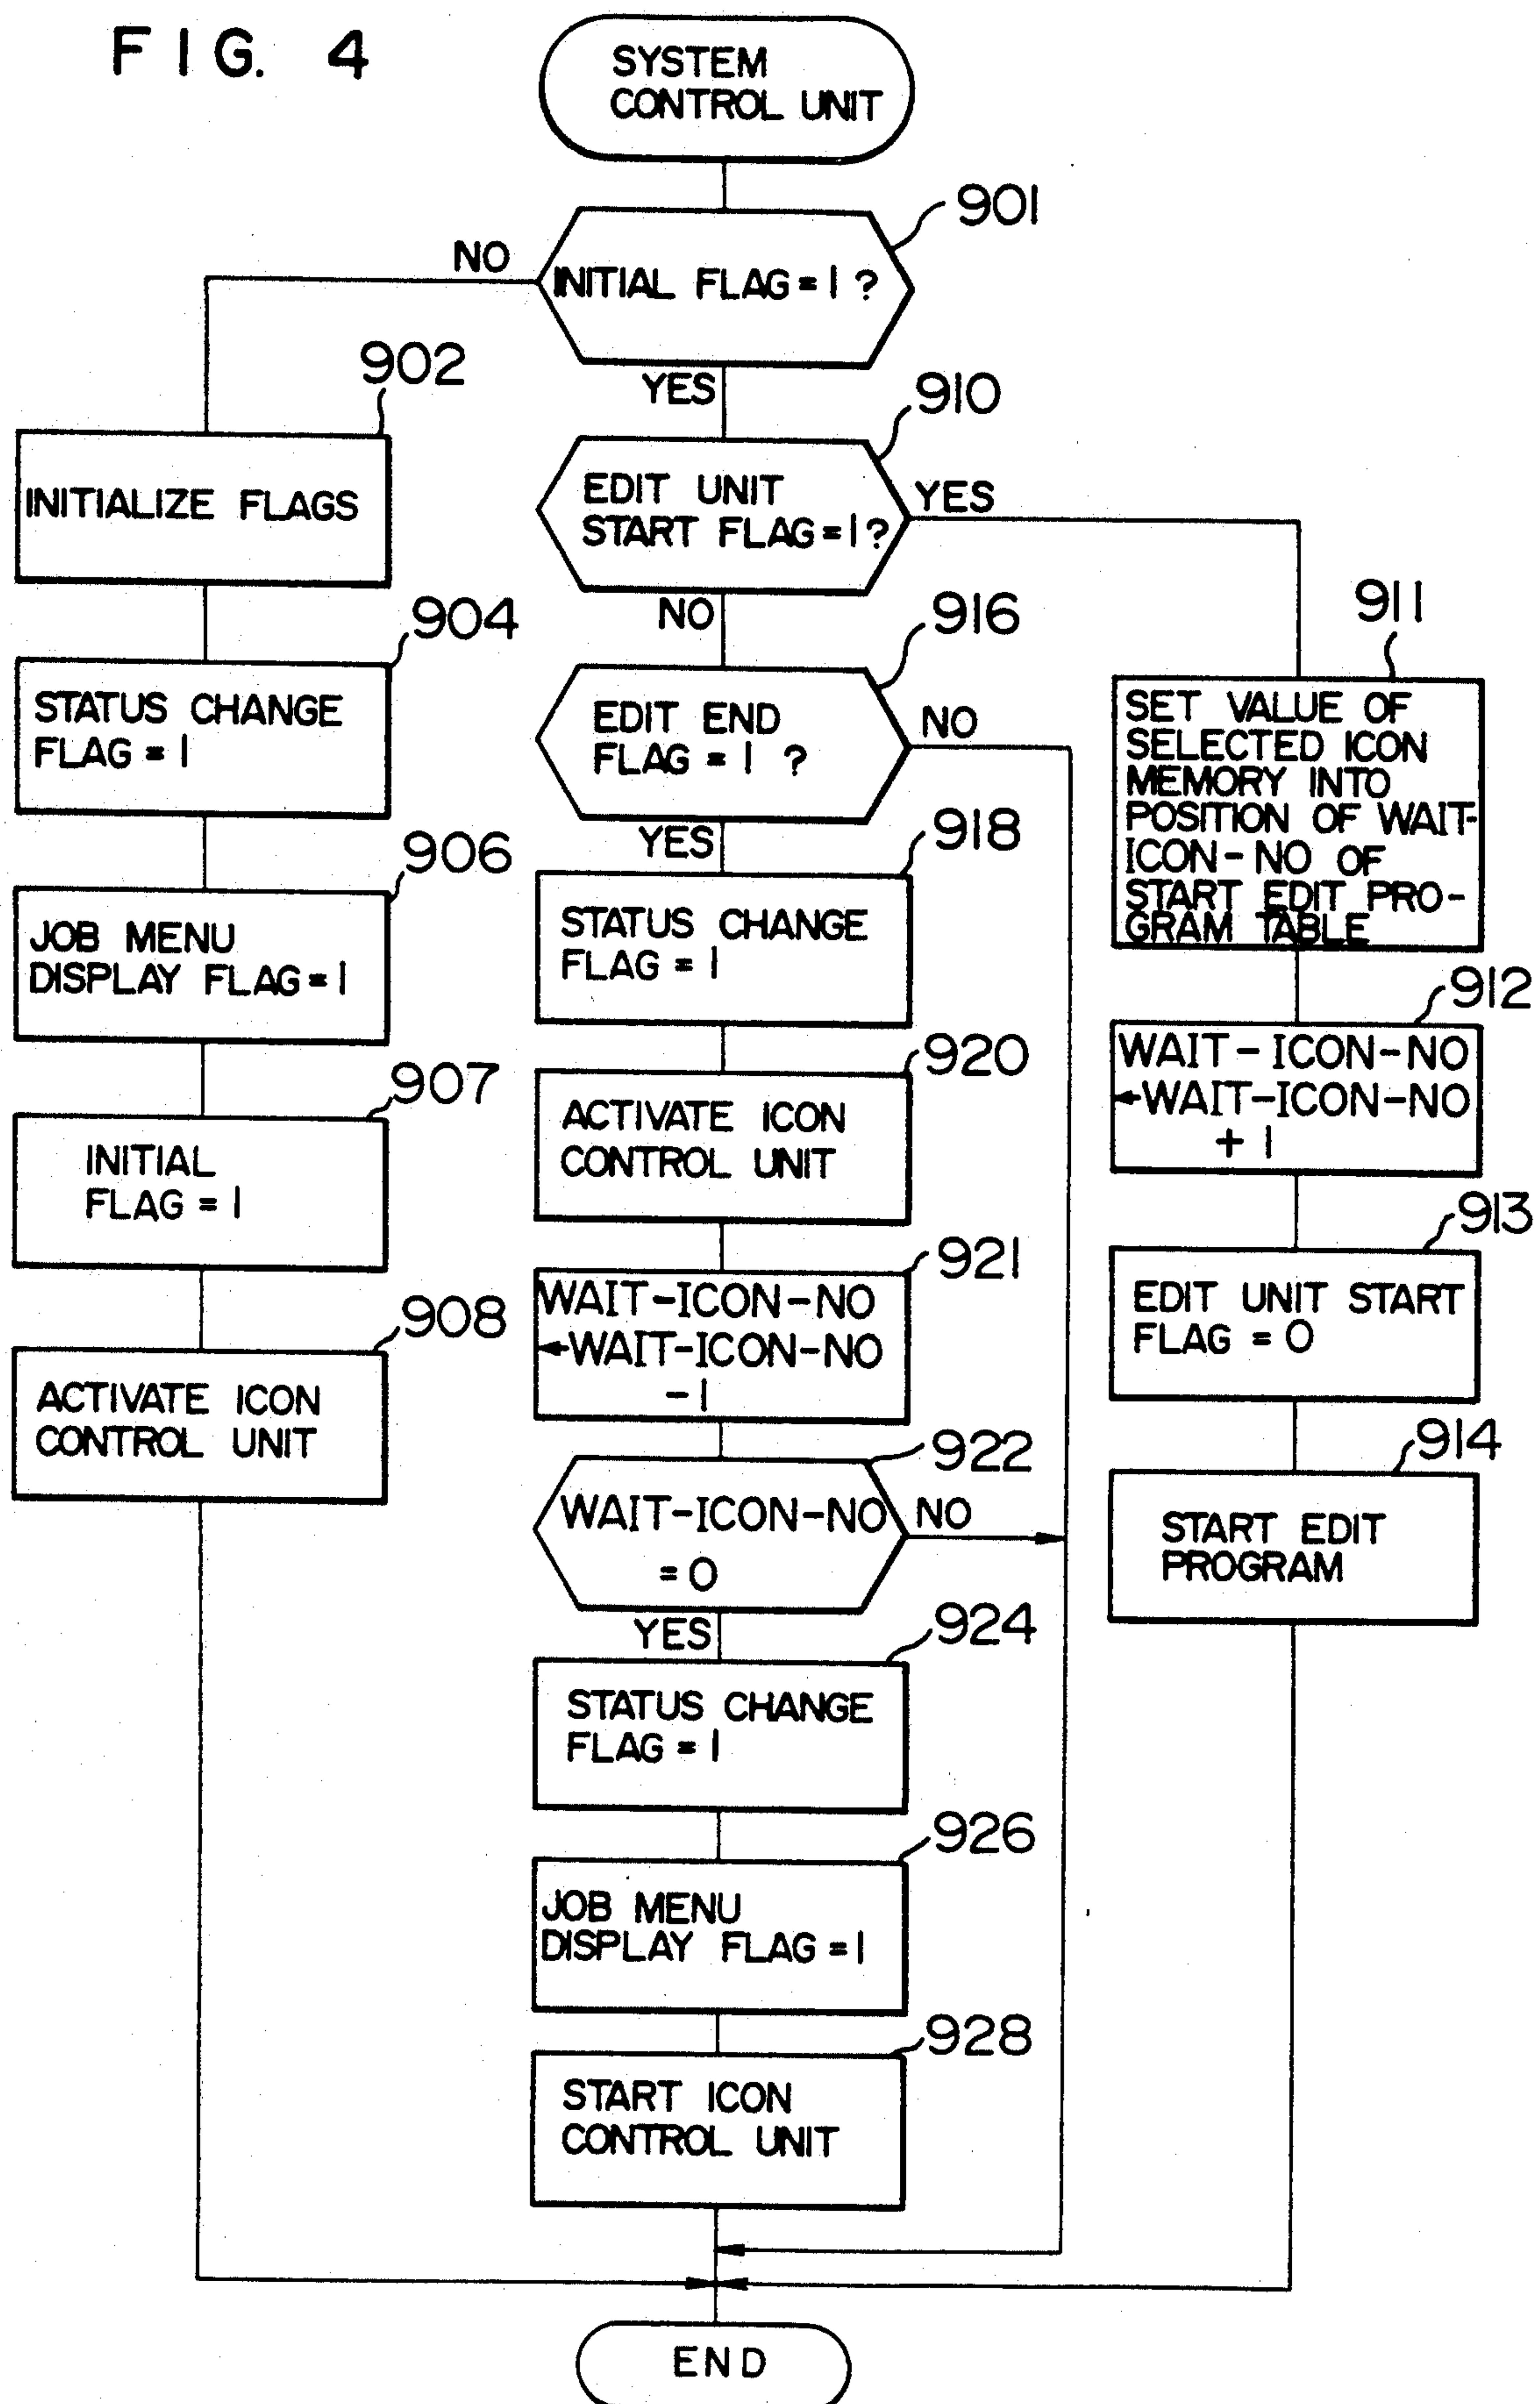 FIG. 4
SYSTEM
CONTROL UNIT
901
NO
INITIAL FLAG = 1 ?
YES
902
INITIALIZE FLAGS
904
STATUS CHANGE
FLAG = 1
906
JOB MENU
DISPLAY FLAG = 1
907
INITIAL
FLAG = 1
908
ACTIVATE ICON
CONTROL UNIT
910
EDIT UNIT
START FLAG = 1 ?
YES
NO
916
EDIT END
FLAG = 1 ?
NO
YES
918
STATUS CHANGE
FLAG = 1
920
ACTIVATE ICON
CONTROL UNIT
921
WAIT-ICON-NO
←WAIT-ICON-NO
-1
922
WAIT-ICON-NO
= 0
NO
YES
924
STATUS CHANGE
FLAG = 1
926
JOB MENU
DISPLAY FLAG = 1
928
START ICON
CONTROL UNIT
911
SET VALUE OF
SELECTED ICON
MEMORY INTO
POSITION OF WAIT-
ICON-NO OF
START EDIT PRO-
GRAM TABLE
912
WAIT-ICON-NO
←WAIT-ICON-NO
+ 1
913
EDIT UNIT START
FLAG = 0
914
START EDIT
PROGRAM
END